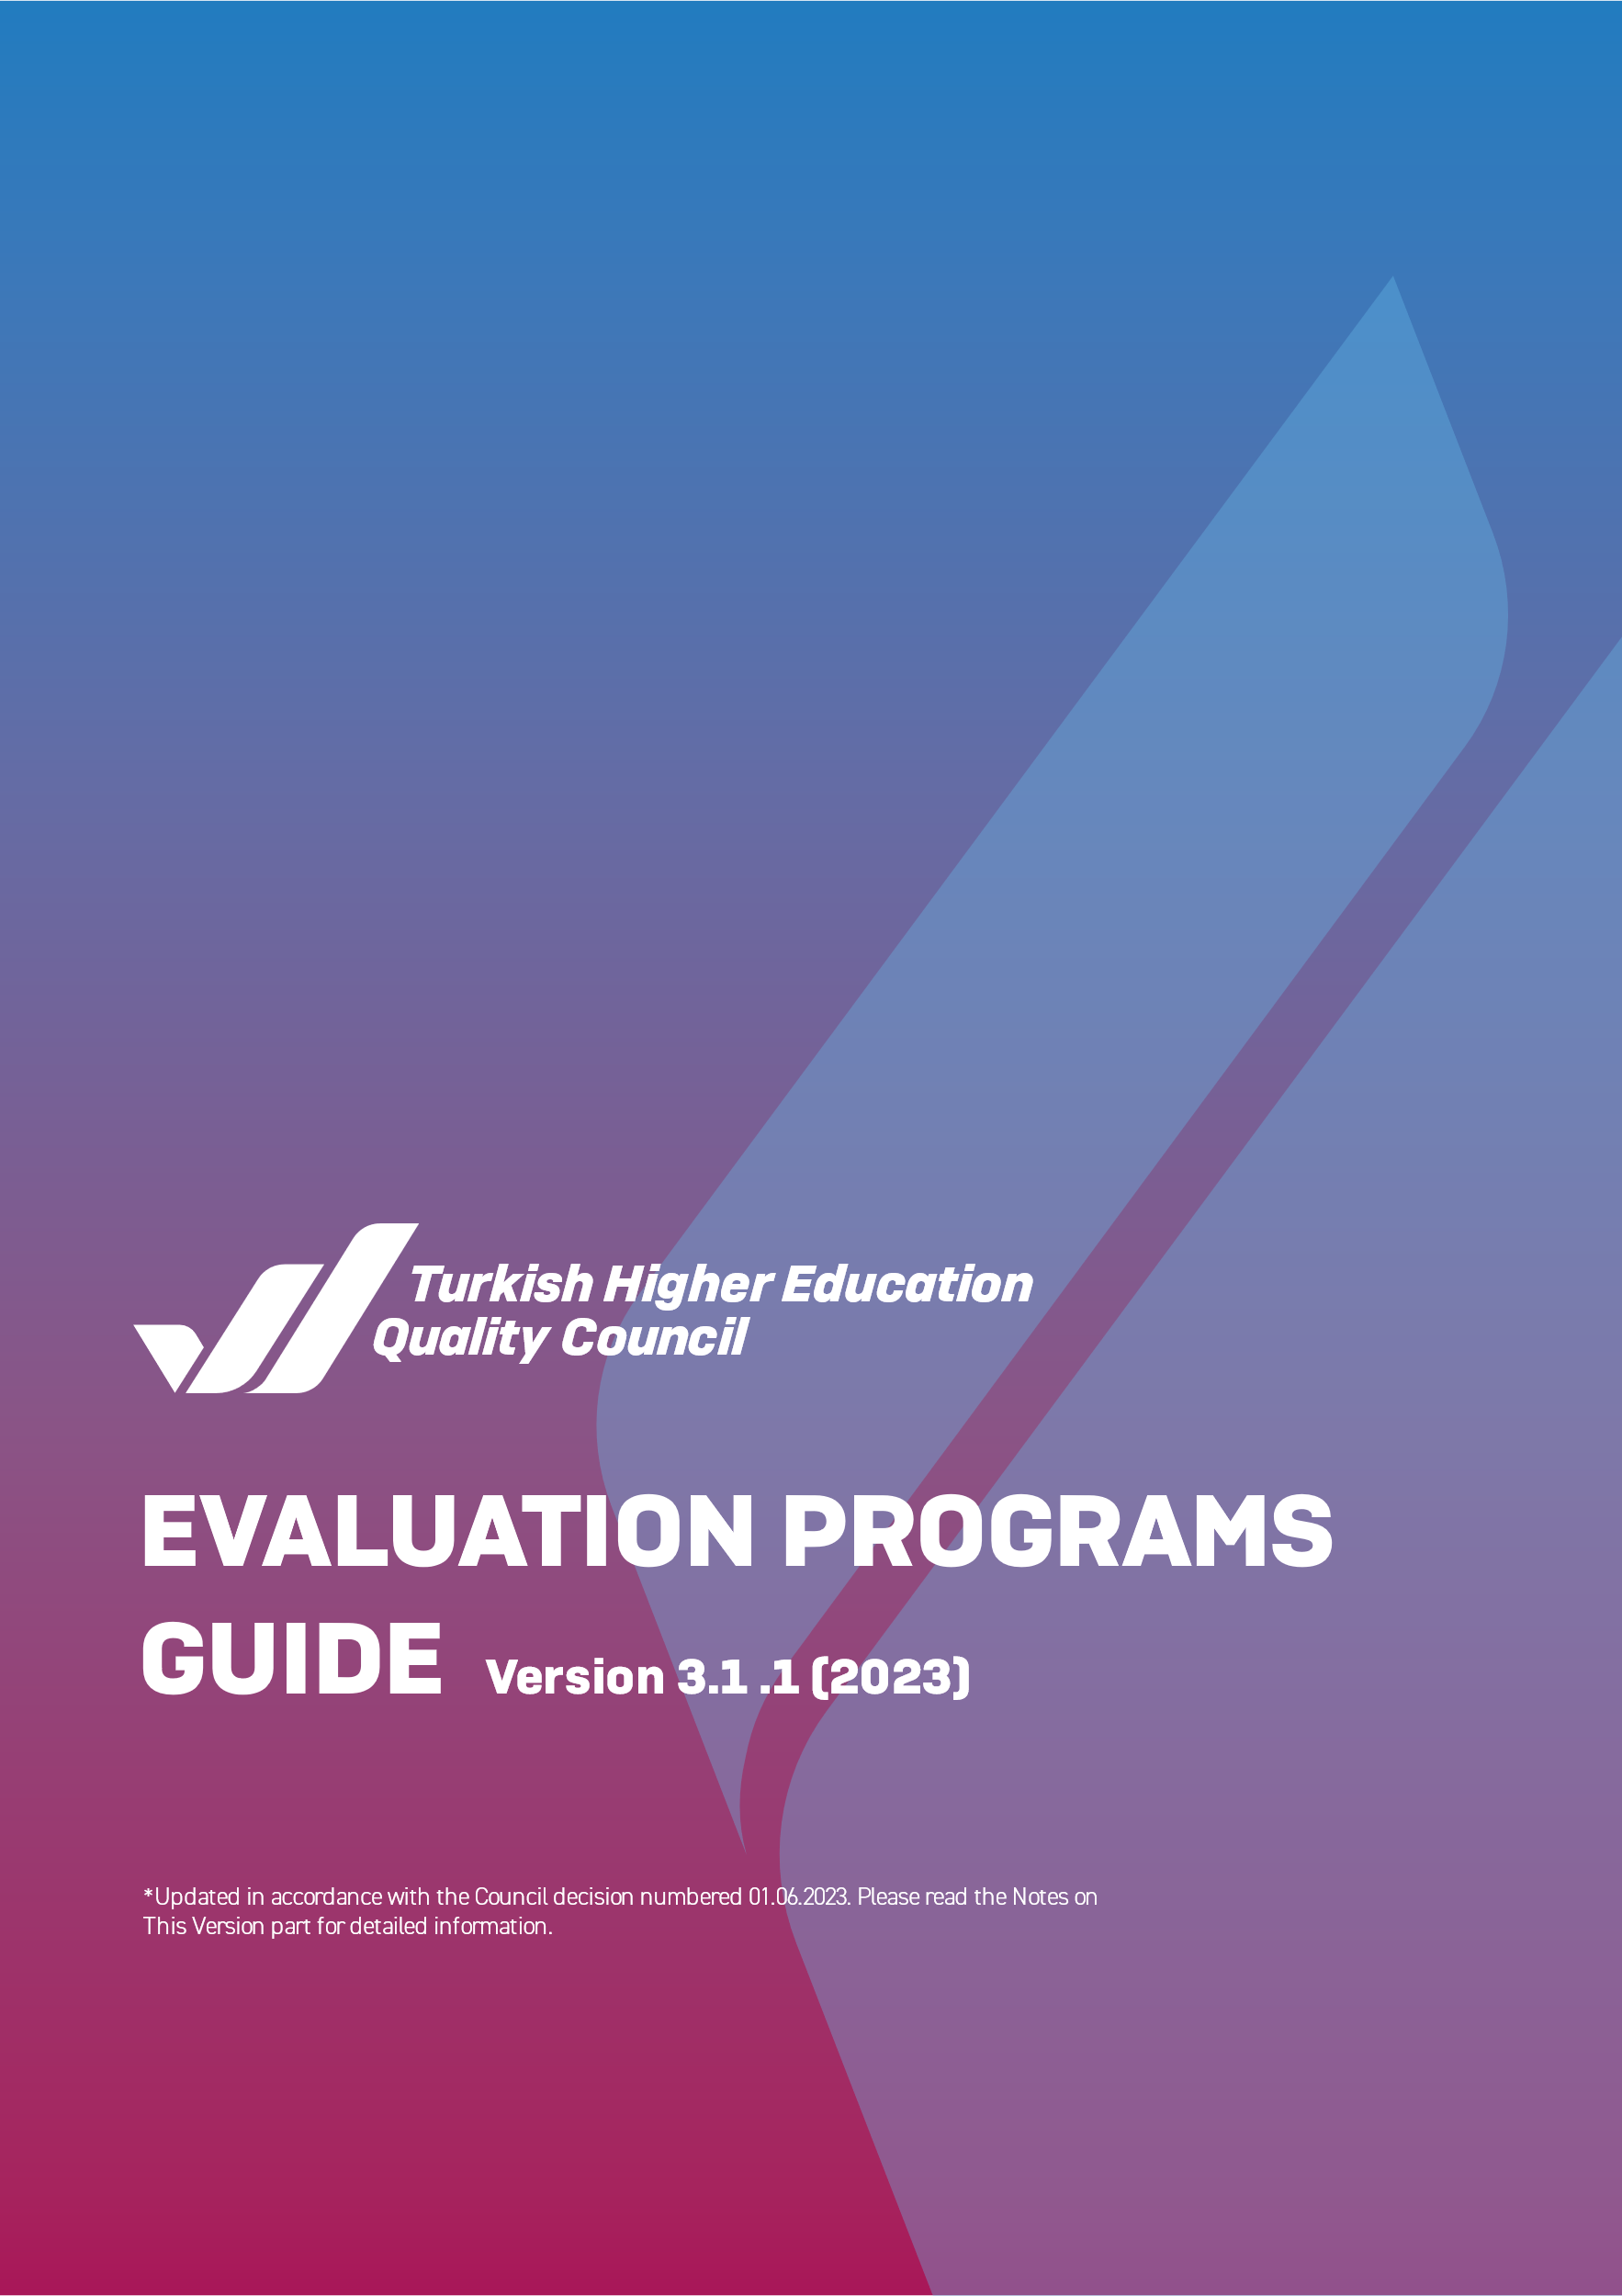 Turkish Higher Education
Quality Council
EVALUATION PROGRAMS
GUIDE Version 3.1 .1 (2023)
*Updated in accordance with the Council decision numbered 01.06.2023. Please read the Notes on
This Version part for detailed information.